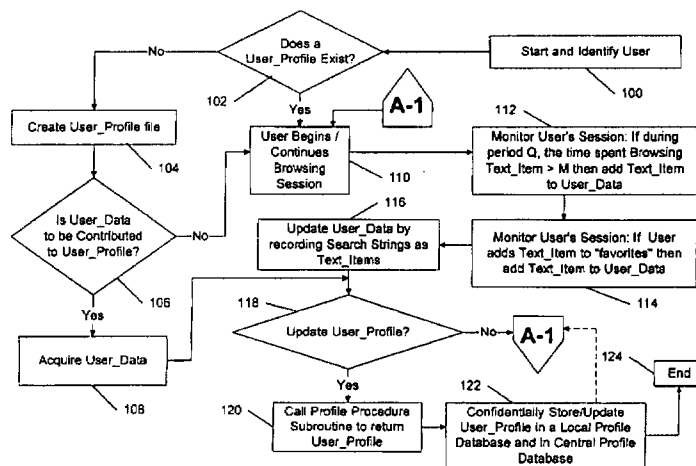 No
Does a
User_Profile Exist?
Start and Identify User
102
100
Yes
A-1
Create User_Profile file
104
User Begins /
Continues
Browsing
Session
110
112
Monitor User's Session: If during
period Q, the time spent Browsing
Text_Item > M then add Text_Item
to User_Data
Is
User_Data
to be Contributed
to User_Profile?
No
106
Yes
116
Update User_Data by
recording Search Strings as
Text_Items
Monitor User's Session: If User
adds Text_Item to "favorites" then
add Text_Item to User_Data
114
118
Update User_Profile?
No
A-1
Acquire User_Data
108
Yes
124
End
120
Call Profile Procedure
Subroutine to return
User_Profile
122
Confidentially Store/Update
User_Profile in a Local Profile
Database and in Central Profile
Database